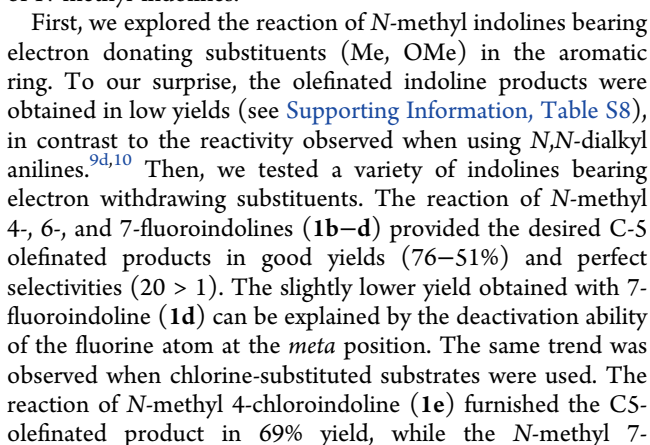 First, we explored the reaction of N-methyl indolines bearing
electron donating substituents (Me, OMe) in the aromatic
ring. To our surprise, the olefinated indoline products were
obtained in low yields (see Supporting Information, Table S8),
in contrast to the reactivity observed when using N,N-dialkyl
anilines.9d,10 Then, we tested a variety of indolines bearing
electron withdrawing substituents. The reaction of N-methyl
4-, 6-, and 7-fluoroindolines (1b−d) provided the desired C-5
olefinated products in good yields (76−51%) and perfect
selectivities (20 > 1). The slightly lower yield obtained with 7-
fluoroindoline (1d) can be explained by the deactivation ability
of the fluorine atom at the meta position. The same trend was
observed when chlorine-substituted substrates were used. The
reaction of N-methyl 4-chloroindoline (1e) furnished the C5-
olefinated product in 69% yield, while the N-methyl 7-